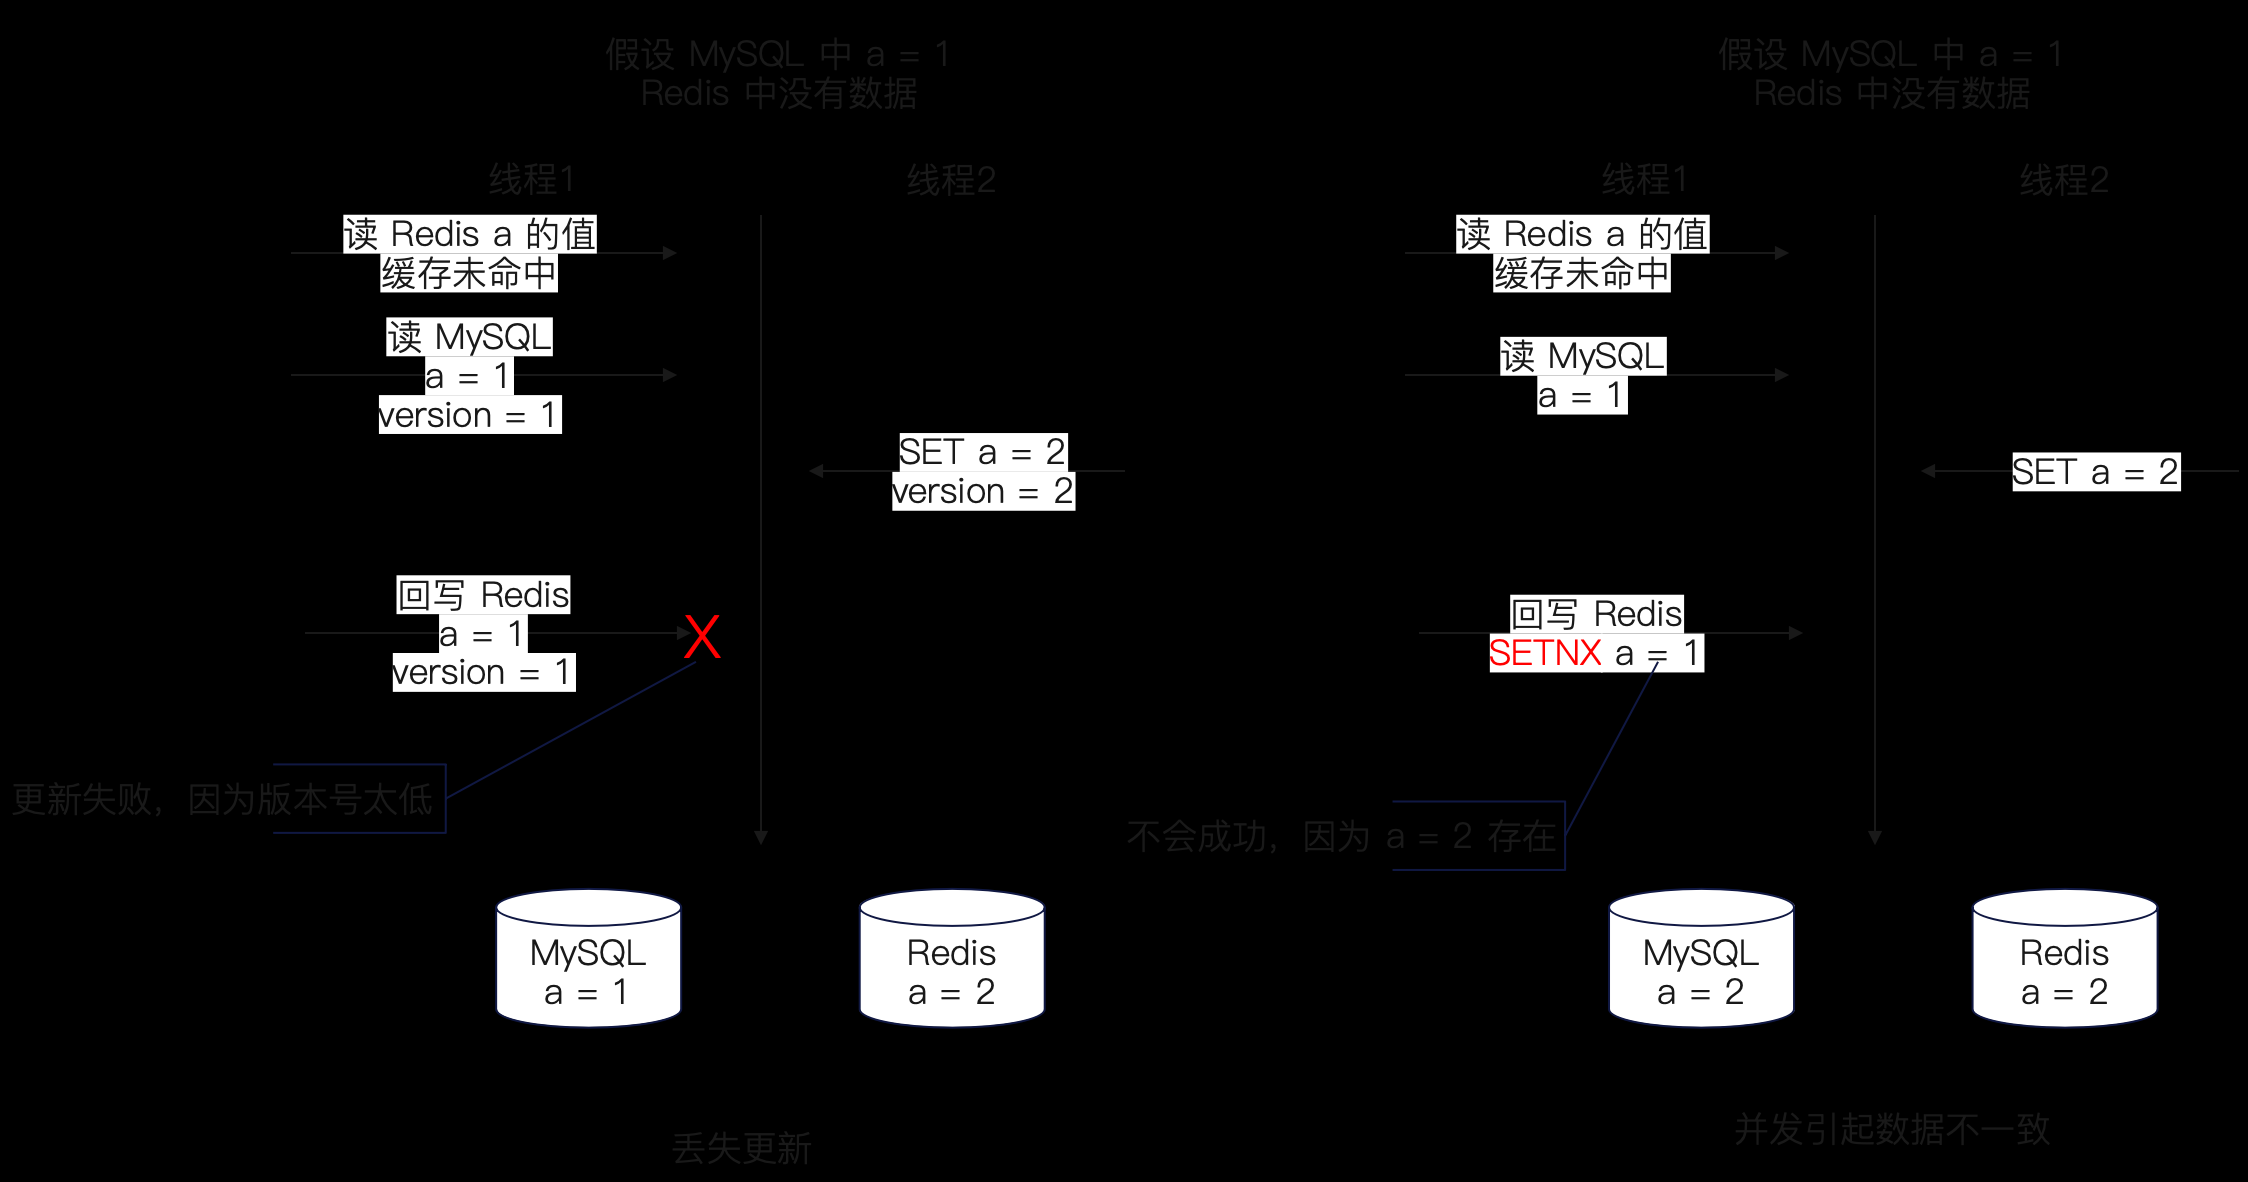 假设 MySQL 中 a = 1
Redis 中没有数据
线程1
线程2
读 Redis a 的值
缓存未命中
读 MySQL
a = 1
version = 1
SET a = 2
version = 2
回写 Redis
a = 1
version = 1
X
更新失败，因为版本号太低
MySQL
a = 1
Redis
a = 2
丢失更新
假设 MySQL 中 a = 1
Redis 中没有数据
线程1
线程2
读 Redis a 的值
缓存未命中
读 MySQL
a = 1
SET a = 2
回写 Redis
SETNX a = 1
不会成功，因为 a = 2 存在
MySQL
a = 2
Redis
a = 2
并发引起数据不一致